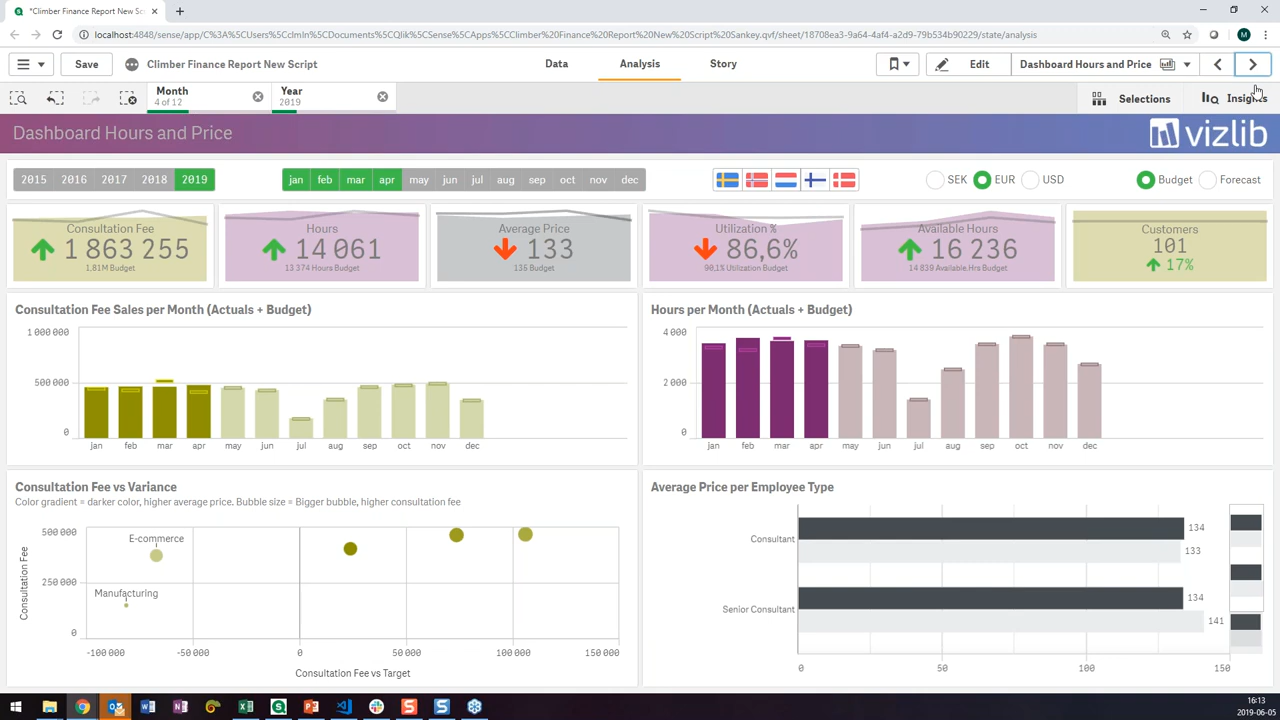 *Climber Finance Report New Scri
localhost:4848/sense/app/C%3A%5CUsers%5Cclmln%5CDocuments%5CQlik%5CSense%5CApps%5CClimber%20Finance%20Report%20New%20Script%20Sankey.qvf/sheet/18708ea3-9a64-4af4-a2d9-79b534b90229/state/analysis
M
Save
Climber Finance Report New Script
Data
Analysis
Story
Edit
Dashboard Hours and Price
Month
4 of 12
Year
2019
Selections
Insights
Dashboard Hours and Price
vizlib
2015 2016 2017 2018 2019
jan feb mar apr may jun jul aug sep oct nov dec
SEK EUR USD
Budget Forecast
Consultation Fee
1 863 255
1,81M Budget
Hours
14 061
13 374 Hours Budget
Average Price
133
135 Budget
Utilization %
86,6%
90,1% Utilization Budget
Available Hours
16 236
14 839 Available.Hrs Budget
Customers
101
17%
Consultation Fee Sales per Month (Actuals + Budget)
1 000 000
500 000
0
jan feb mar apr may jun jul aug sep oct nov dec
Hours per Month (Actuals + Budget)
4 000
2 000
0
jan feb mar apr may jun jul aug sep oct nov dec
Consultation Fee vs Variance
Color gradient = darker color, higher average price. Bubble size = Bigger bubble, higher consultation fee
Consultation Fee
500 000
250 000
0
E-commerce
Manufacturing
-100 000 -50 000 0 50 000 100 000 150 000
Consultation Fee vs Target
Average Price per Employee Type
Consultant
134
133
Senior Consultant
134
141
0 50 100 150
16:13
2019-06-05